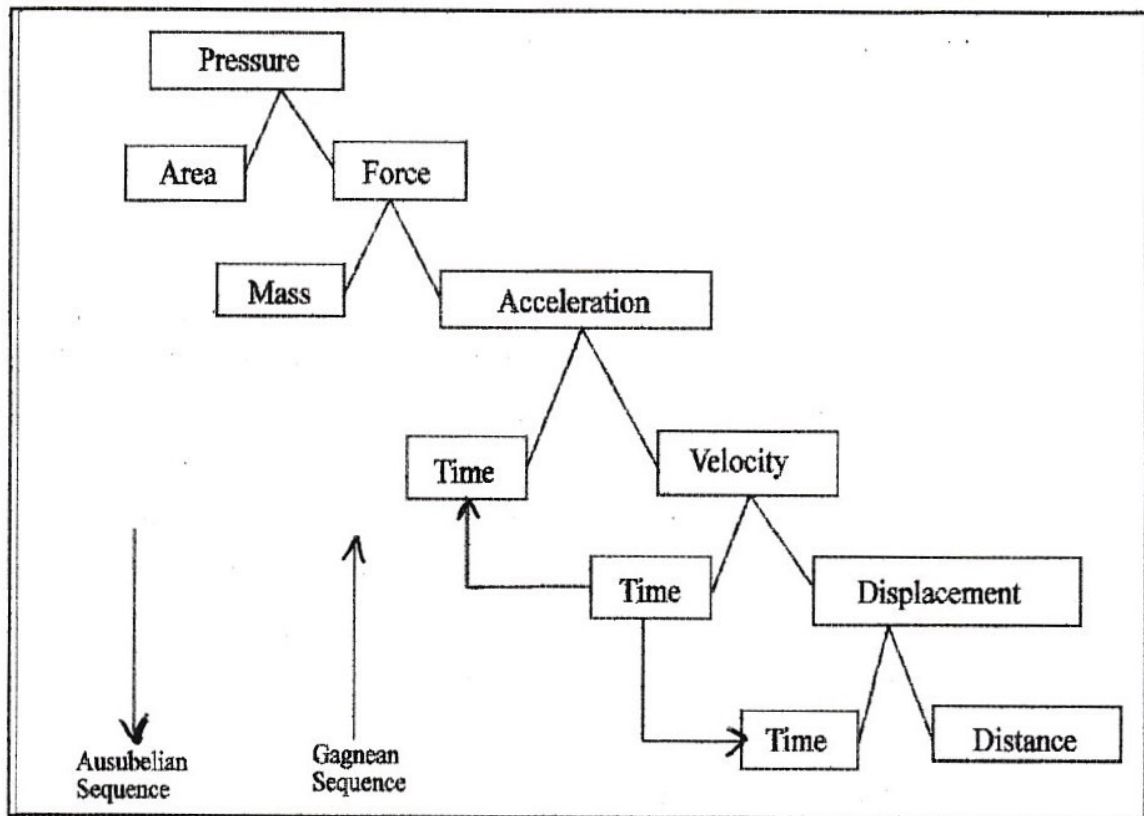 Pressure
Area
Force
Mass
Acceleration
Time
Velocity
Time
Displacement
Time
Distance
Ausubelian
Sequence
Gagnean
Sequence